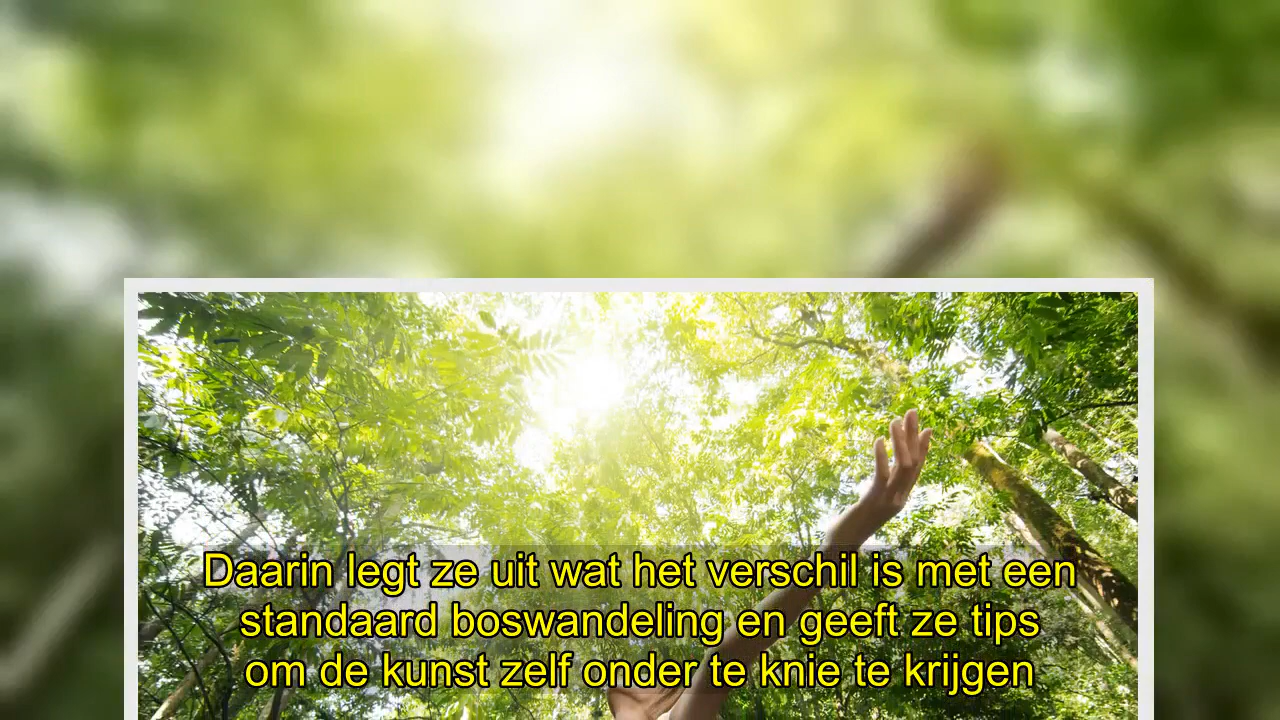 Daarin legt ze uit wat het verschil is met een
standaard boswandeling en geeft ze tips
om de kunst zelf onder te knie te krijgen